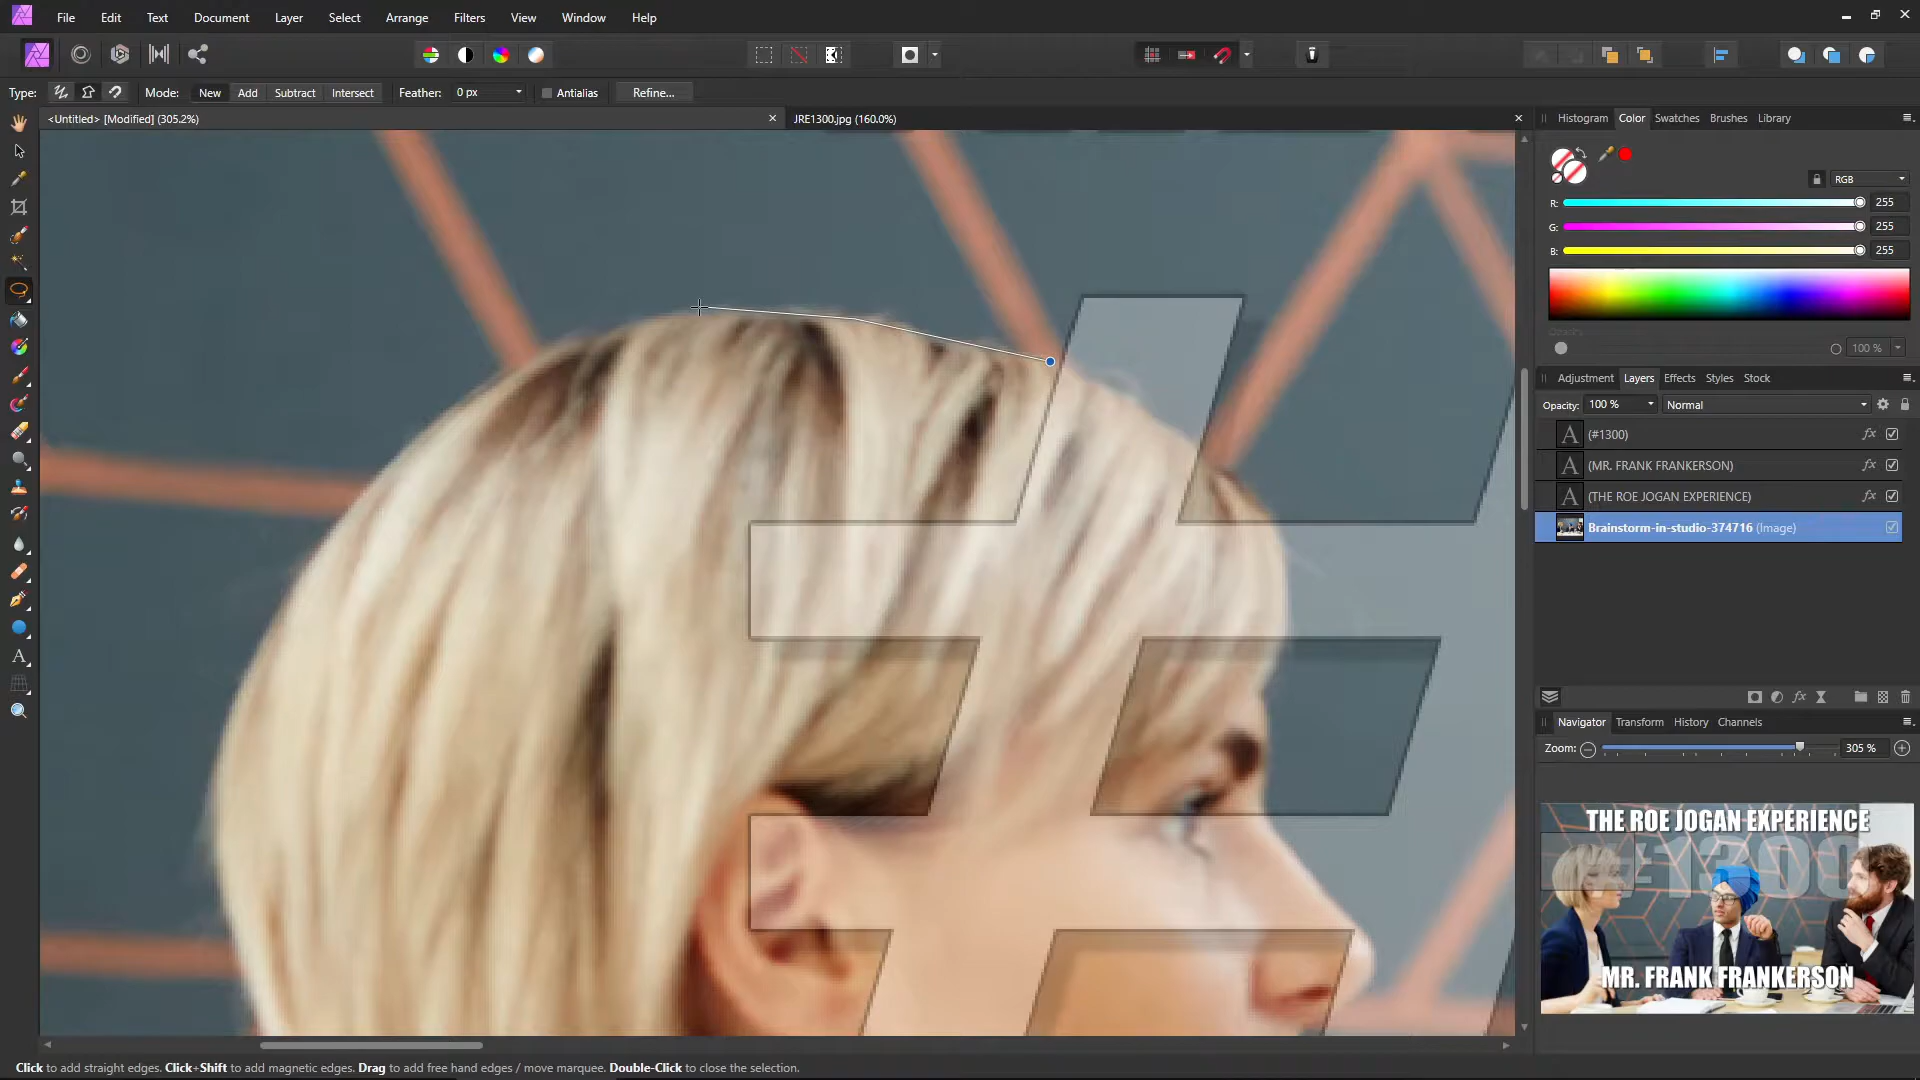 File Edit Text Document Layer Select Arrange Filters View Window Help
Type: Mode: New Add Subtract Intersect Feather: 0 px Antialias Refine...
<Untitled> [Modified] (305.2%) JRE1300.jpg (160.0%)
Histogram Color Swatches Brushes Library
RGB
R: 255
G: 255
B: 255
Opacity
100 %
Adjustment Layers Effects Styles Stock
Opacity: 100 % Normal
A (#1300) fx
A (MR. FRANK FRANKERSON) fx
A (THE ROE JOGAN EXPERIENCE) fx
Brainstorm-in-studio-374716 (Image)
fx
Navigator Transform History Channels
Zoom: 305 %
THE ROE JOGAN EXPERIENCE
#1300
MR. FRANK FRANKERSON
A
#
Click to add straight edges. Click+Shift to add magnetic edges. Drag to add free hand edges / move marquee. Double-Click to close the selection.